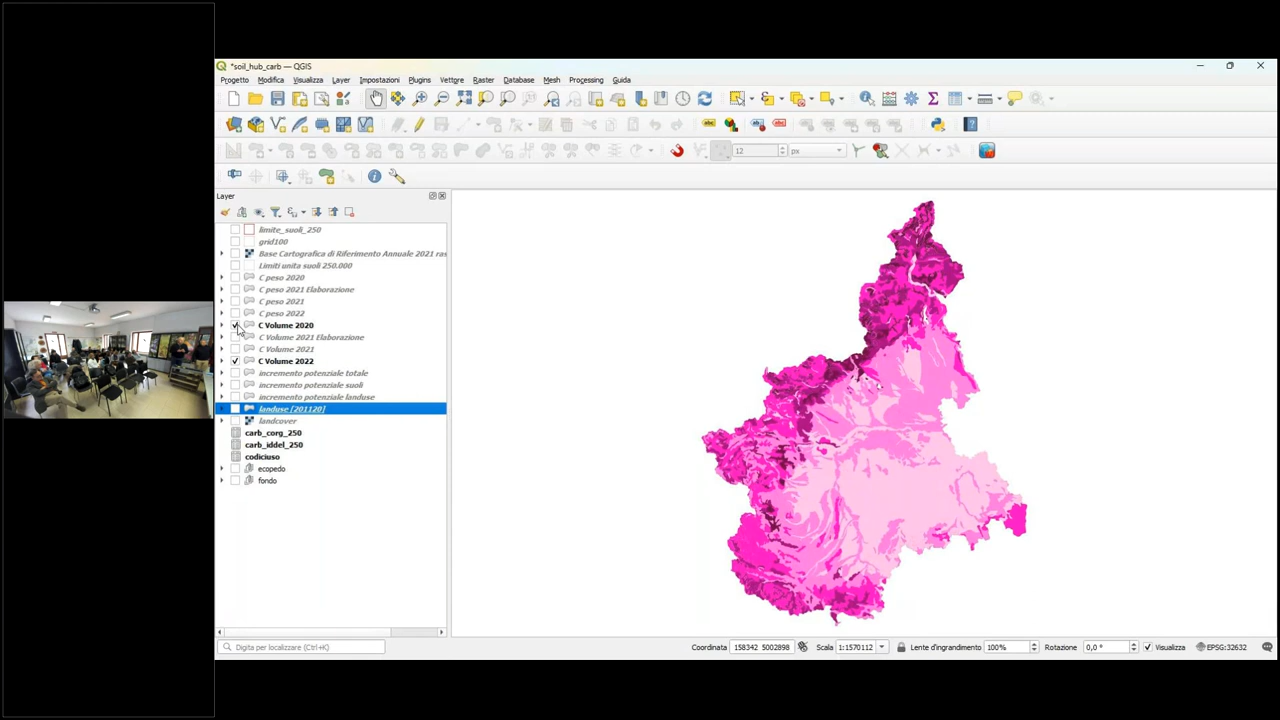 *soil_hub_carb — QGIS
Progetto Modifica Visualizza Layer Impostazioni Plugins Vettore Raster Database Mesh Processing Guida
12 px
Layer
limite_suoli_250
grid100
Base Cartografica di Riferimento Annuale 2021 ras
Limiti unita suoli 250.000
C peso 2020
C peso 2021 Elaborazione
C peso 2021
C peso 2022
C Volume 2020
C Volume 2021 Elaborazione
C Volume 2021
C Volume 2022
incremento potenziale totale
incremento potenziale suoli
incremento potenziale landuse
landuse [201120]
landcover
carb_corg_250
carb_iddel_250
codiciuso
ecopedo
fondo
Digita per localizzare (Ctrl+K) Coordinata 158342 5002898 Scala 1:1570112 Lente d'ingrandimento 100% Rotazione 0,0 ° Visualizza EPSG:32632